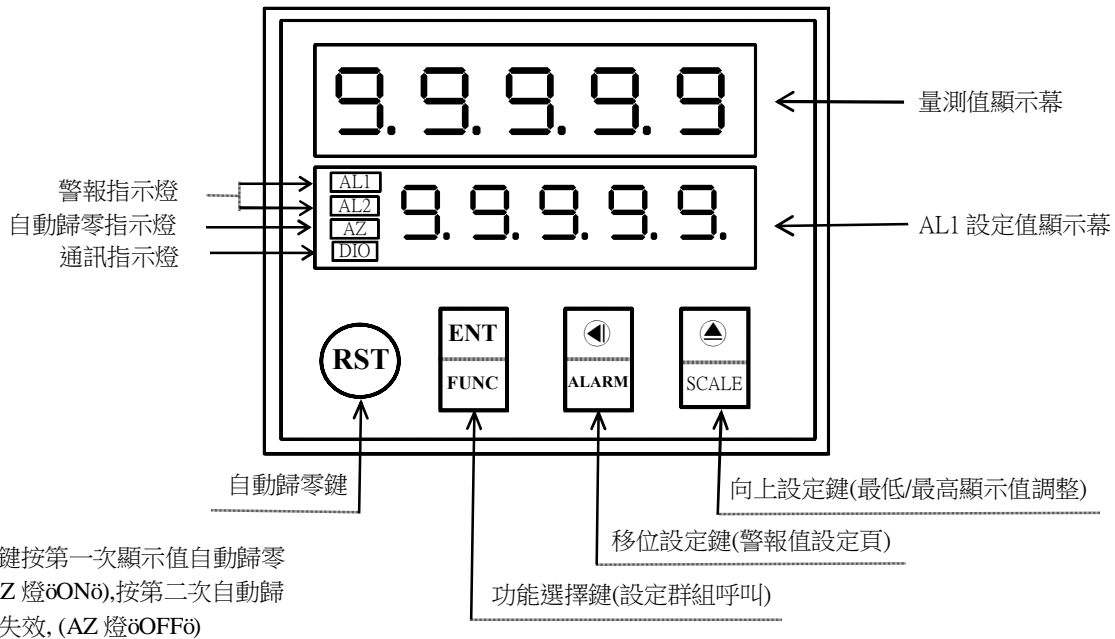 9.9.9.9.9
量測值顯示幕
警報指示燈
自動歸零指示燈
通訊指示燈
AL1
AL2
AZ
DIO
9.9.9.9.9.
AL1 設定值顯示幕
RST
ENT
FUNC
ALARM
SCALE
自動歸零鍵
向上設定鍵(最低/最高顯示值調整)
移位設定鍵(警報值設定頁)
功能選擇鍵(設定群組呼叫)
鍵按第一次顯示值自動歸零
Z 燈öONö),按第二次自動歸
失效, (AZ 燈öOFFö)